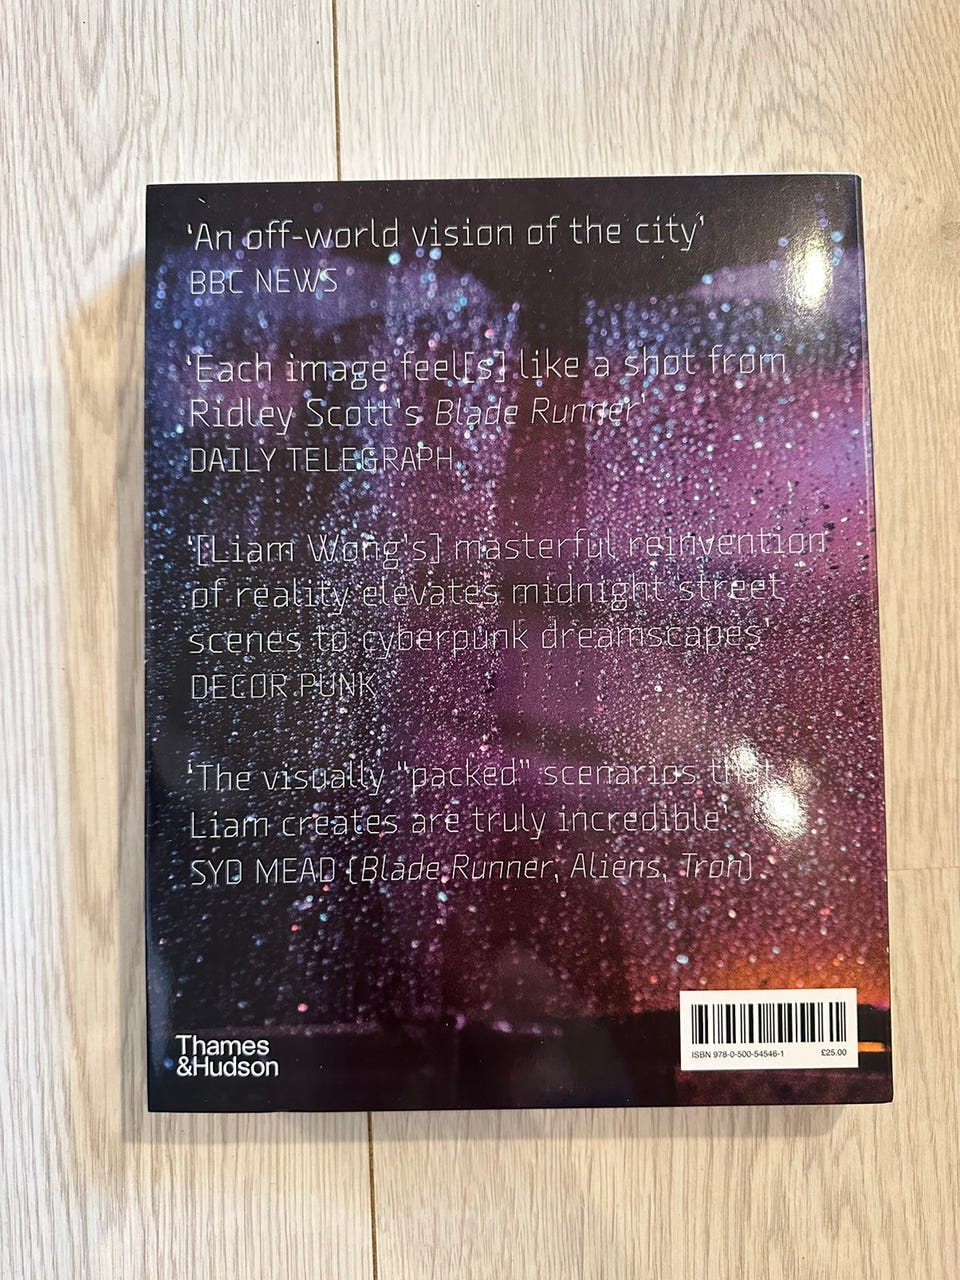 ‘An off-world vision of the city’
BBC NEWS
‘Each image feel[s] like a shot from
Ridley Scott's Blade Runner’
DAILY TELEGRAPH
‘[Liam Wong's] masterful reinvention
of reality elevates midnight street
scenes to cyberpunk dreamscapes’
DECOR PUNK
‘The visually “packed” scenarios that
Liam creates are truly incredible’
SYD MEAD (Blade Runner, Aliens, Tron)
Thames
&Hudson
ISBN 978-0-500-54546-1 £25.00